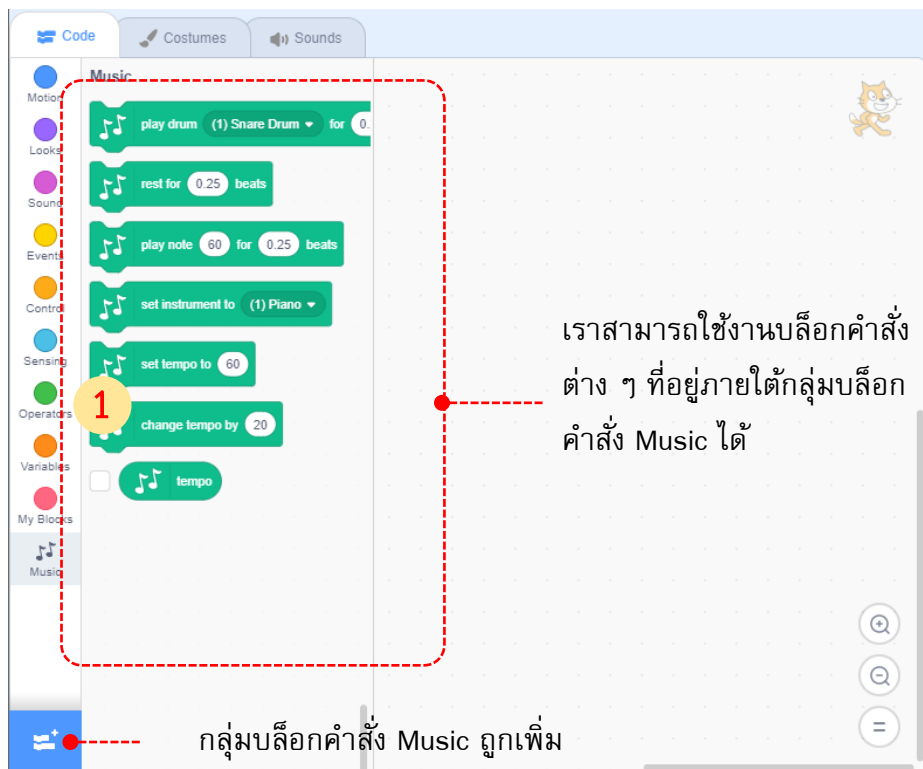 Code
Costumes
Sounds
Motion
Looks
Sound
Events
Control
Sensing
Operators
Variables
My Blocks
Music
Music
play drum (1) Snare Drum for 0.
rest for 0.25 beats
play note 60 for 0.25 beats
set instrument to (1) Piano
set tempo to 60
1
change tempo by 20
tempo
เราสามารถใช้งานบล็อกคำสั่ง
ต่าง ๆ ที่อยู่ภายใต้กลุ่มบล็อก
คำสั่ง Music ได้
กลุ่มบล็อกคำสั่ง Music ถูกเพิ่ม